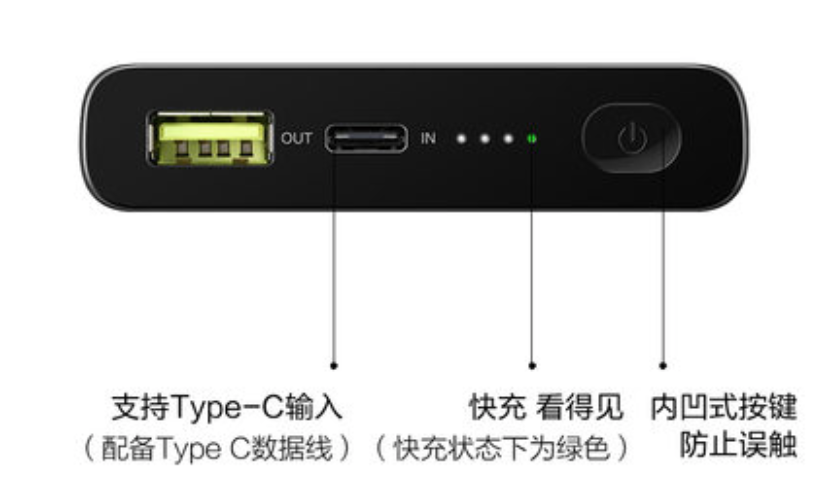 OUT
IN
支持Type-C输入
（配备Type C数据线）
快充 看得见
（快充状态下为绿色）
内凹式按键
防止误触